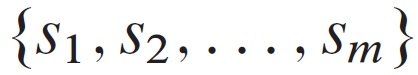 {s₁, s₂, . . . , sₘ}